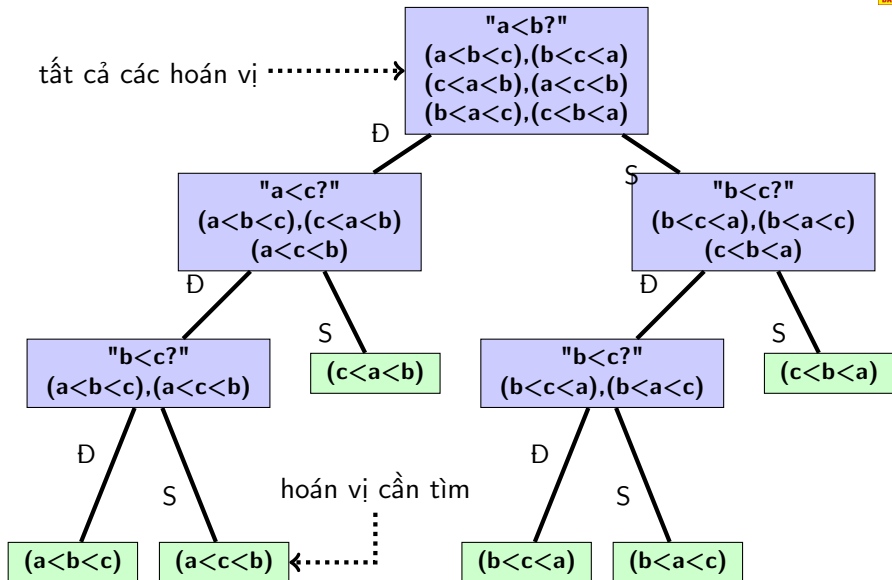 "a<b?"
(a<b<c),(b<c<a)
(c<a<b),(a<c<b)
(b<a<c),(c<b<a)
tất cả các hoán vị
Đ
S
"a<c?"
(a<b<c),(c<a<b)
(a<c<b)
"b<c?"
(b<c<a),(b<a<c)
(c<b<a)
Đ
S
Đ
S
"b<c?"
(a<b<c),(a<c<b)
(c<a<b)
"b<c?"
(b<c<a),(b<a<c)
(c<b<a)
Đ
S
Đ
S
hoán vị cần tìm
(a<b<c)
(a<c<b)
(b<c<a)
(b<a<c)